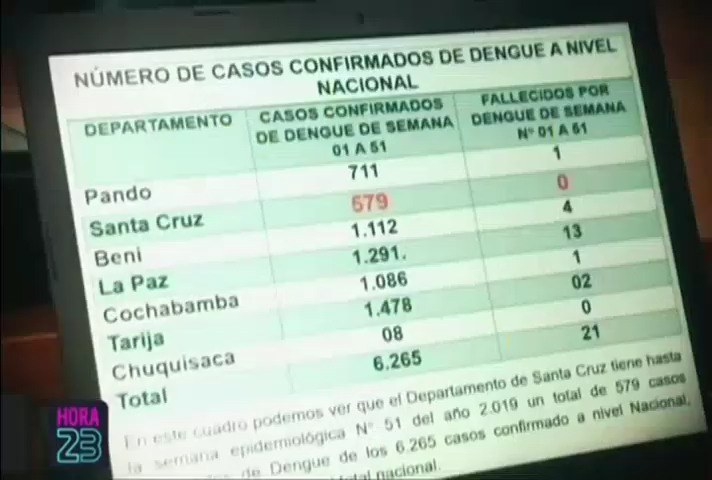 NÚMERO DE CASOS CONFIRMADOS DE DENGUE A NIVEL
NACIONAL
DEPARTAMENTO CASOS CONFIRMADOS DE DENGUE DE SEMANA 01 A 51 FALLECIDOS POR DENGUE DE SEMANA N° 01 A 51
Pando 711 1
Santa Cruz 579 0
Beni 1.112 4
La Paz 1.291. 13
Cochabamba 1.086 1
Tarija 1.478 02
Chuquisaca 08 0
Total 6.265 21
En este cuadro podemos ver que el Departamento de Santa Cruz tiene hasta
la semana epidemiológica N° 51 del año 2.019 un total de 579 casos
de Dengue de los 6.265 casos confirmado a nivel Nacional,
total nacional.
HORA
23